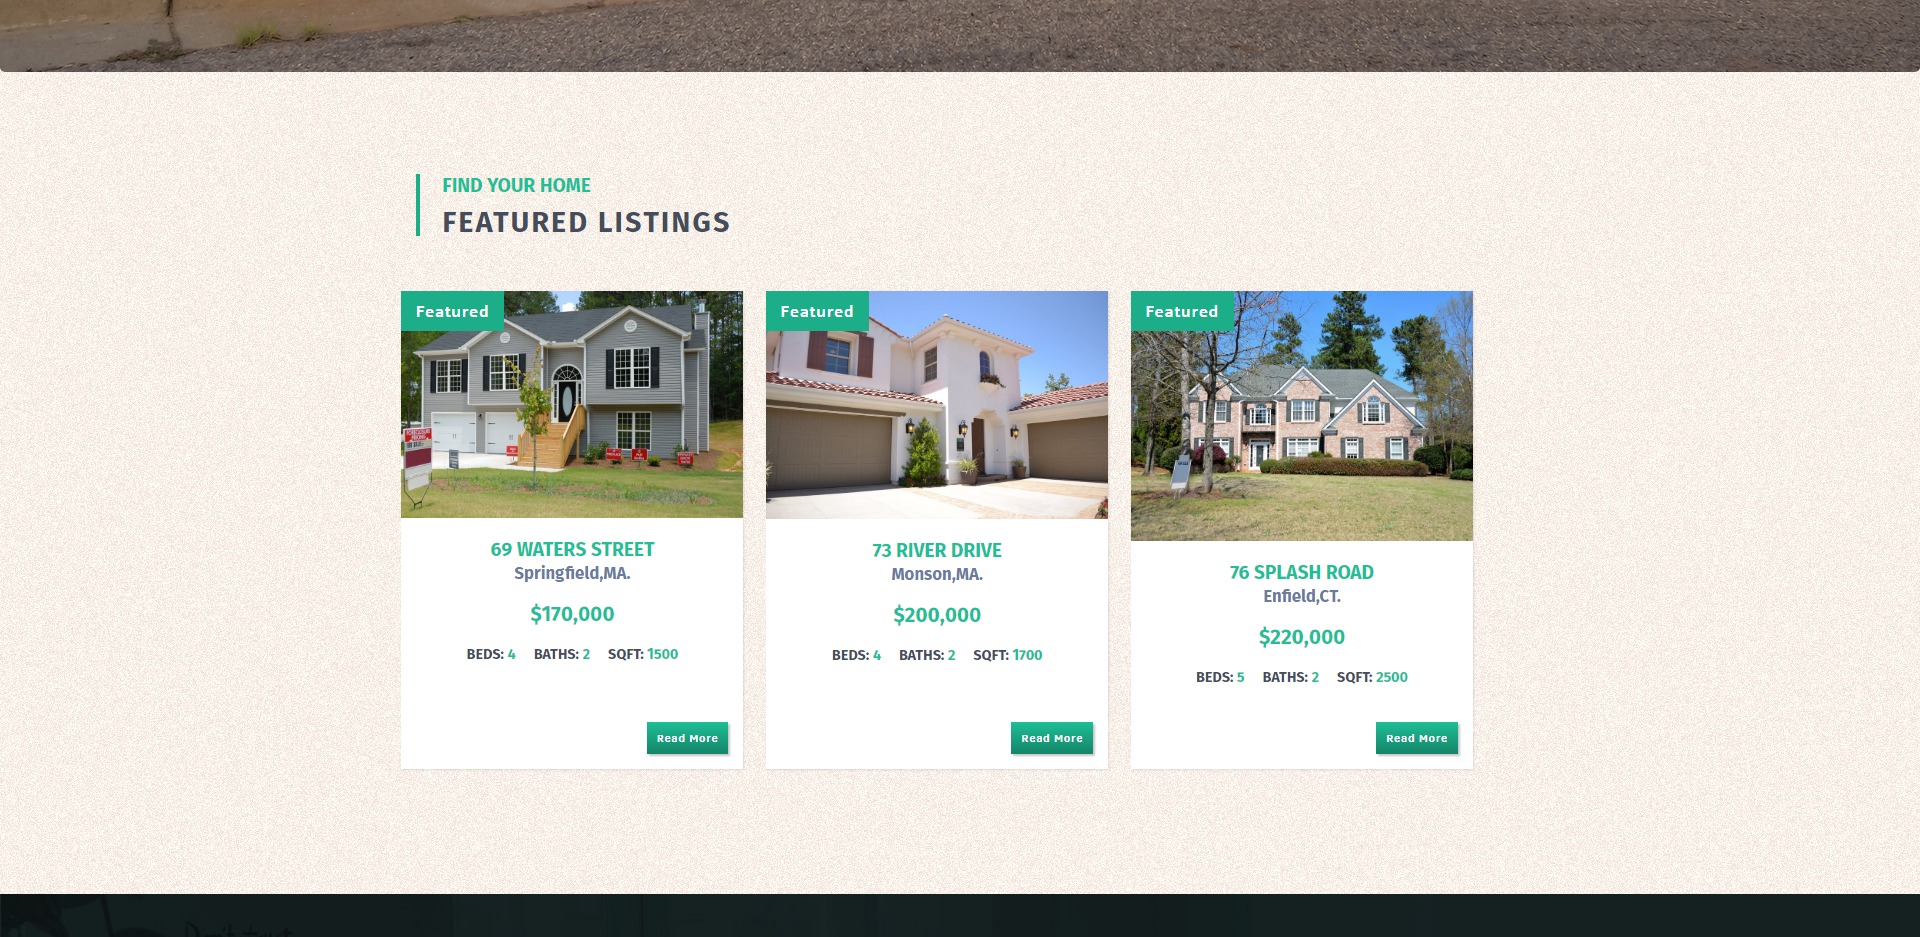 FIND YOUR HOME
FEATURED LISTINGS
Featured
69 WATERS STREET
Springfield,MA.
$170,000
BEDS: 4 BATHS: 2 SQFT: 1500
Read More
Featured
73 RIVER DRIVE
Monson,MA.
$200,000
BEDS: 4 BATHS: 2 SQFT: 1700
Read More
Featured
76 SPLASH ROAD
Enfield,CT.
$220,000
BEDS: 5 BATHS: 2 SQFT: 2500
Read More